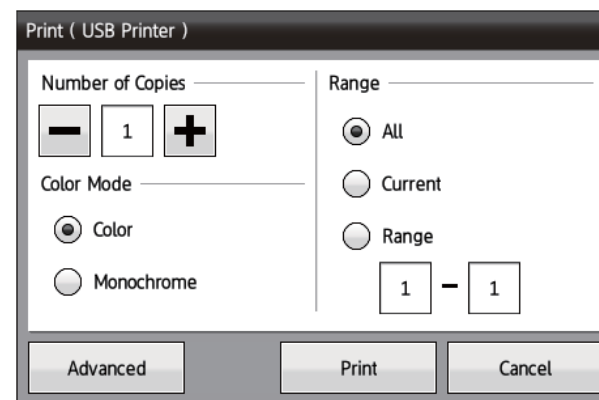 Print ( USB Printer )
Number of Copies
1
Color Mode
Color
Monochrome
Range
All
Current
Range
1 – 1
Advanced
Print
Cancel